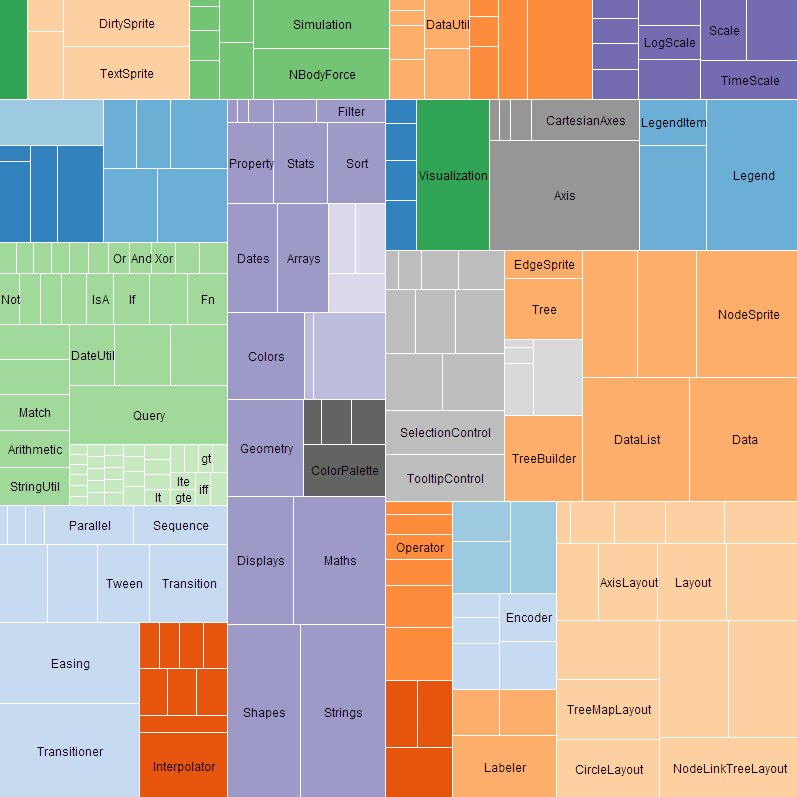 DirtySprite
Simulation
DataUtil
Scale
LogScale
TextSprite
NBodyForce
TimeScale
Filter
CartesianAxes
LegendItem
Property
Stats
Sort
Visualization
Axis
Legend
Or And Xor
Dates
Arrays
EdgeSprite
Not
IsA
If
Fn
Tree
NodeSprite
DateUtil
Colors
Match
Query
SelectionControl
DataList
Data
Arithmetic
Geometry
TreeBuilder
gt
ColorPalette
StringUtil
lte
TooltipControl
lt
gte
iff
Parallel
Sequence
Operator
Displays
Maths
Tween
Transition
AxisLayout
Layout
Encoder
Easing
Shapes
Strings
TreeMapLayout
Transitioner
Interpolator
Labeler
CircleLayout
NodeLinkTreeLayout